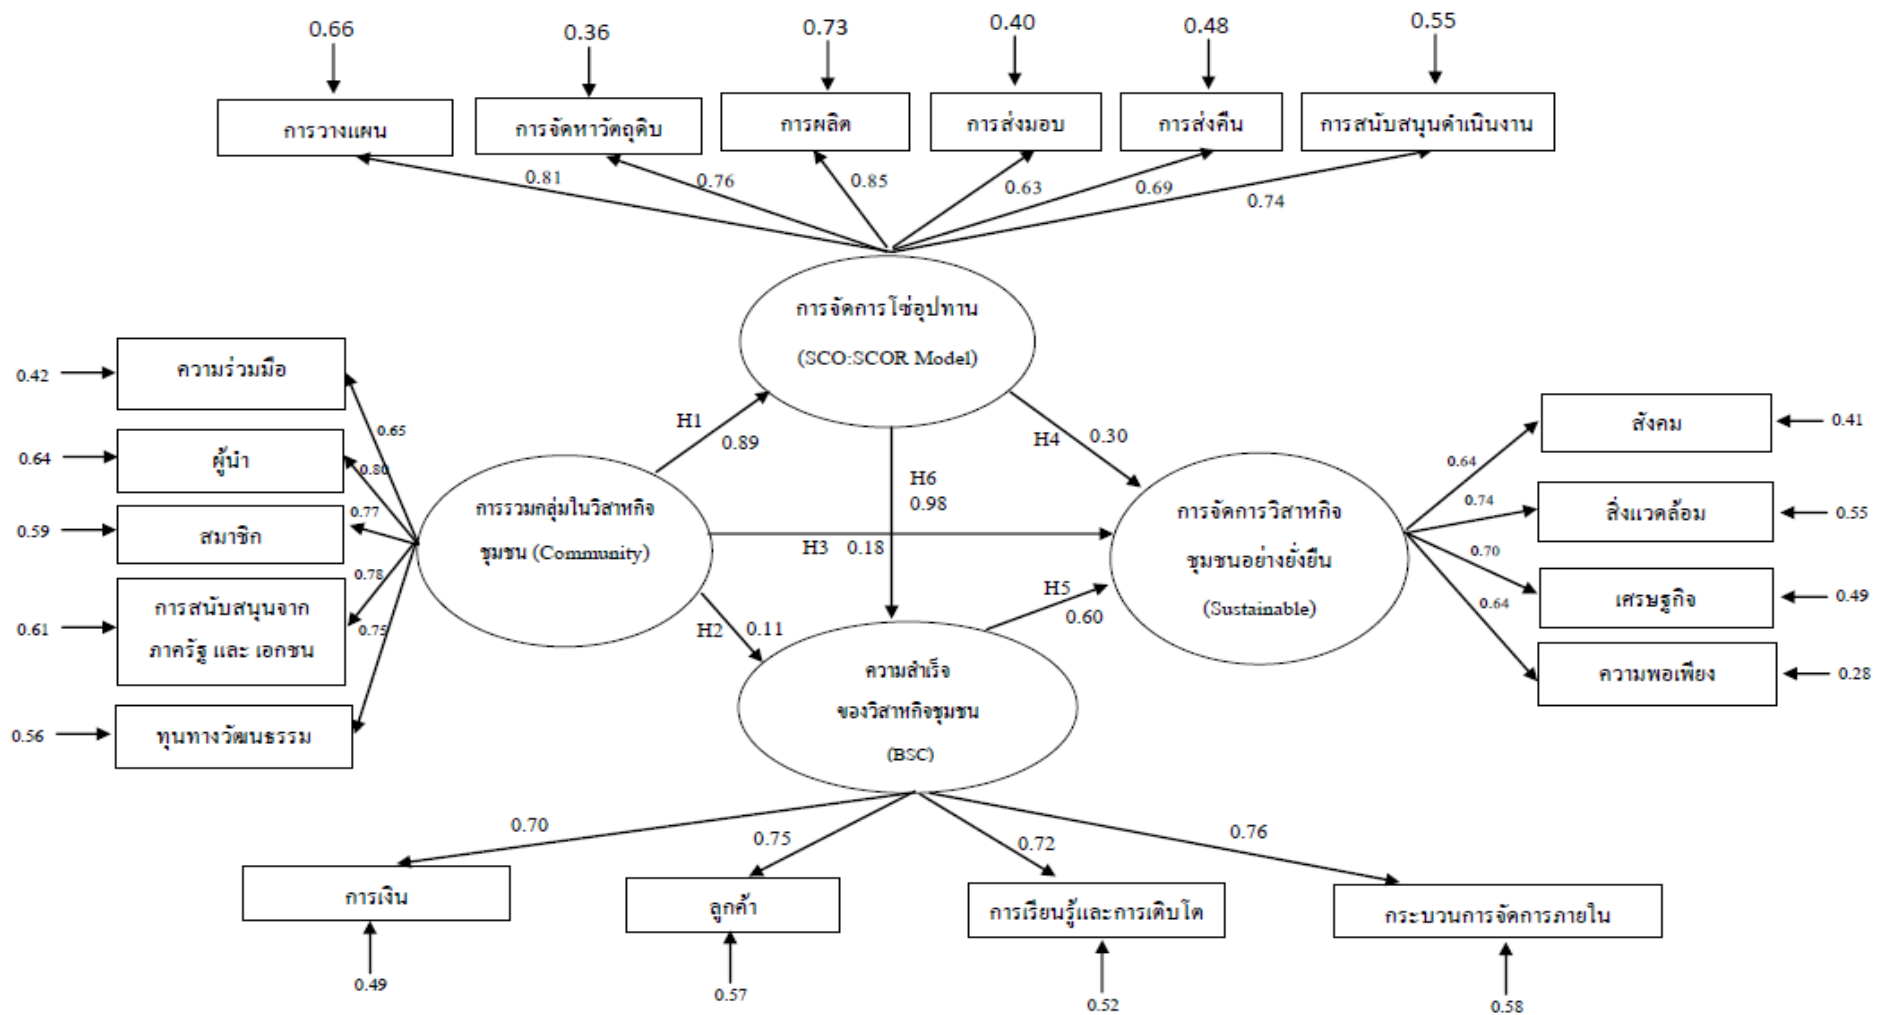 0.66
0.36
0.73
0.40
0.48
0.55
การวางแผน
การจัดหาวัตถุดิบ
การผลิต
การส่งมอบ
การส่งคืน
การสนับสนุนดำเนินงาน
0.81
0.76
0.85
0.63
0.69
0.74
การจัดการโซ่อุปทาน
(SCO:SCOR Model)
0.42
ความร่วมมือ
0.65
0.64
ผู้นำ
0.80
0.59
สมาชิก
0.77
0.61
การสนับสนุนจาก
ภาครัฐ และ เอกชน
0.78
0.56
ทุนทางวัฒนธรรม
0.75
การรวมกลุ่มในวิสาหกิจ
ชุมชน (Community)
H1
0.89
H4
0.30
H6
0.98
H3
0.18
H2
0.11
H5
0.60
การจัดการวิสาหกิจ
ชุมชนอย่างยั่งยืน
(Sustainable)
0.64
สังคม
0.41
0.74
สิ่งแวดล้อม
0.55
0.70
เศรษฐกิจ
0.49
0.64
ความพอเพียง
0.28
ความสำเร็จ
ของวิสาหกิจชุมชน
(BSC)
0.70
0.75
0.72
0.76
การเงิน
ลูกค้า
การเรียนรู้และการเติบโต
กระบวนการจัดการภายใน
0.49
0.57
0.52
0.58